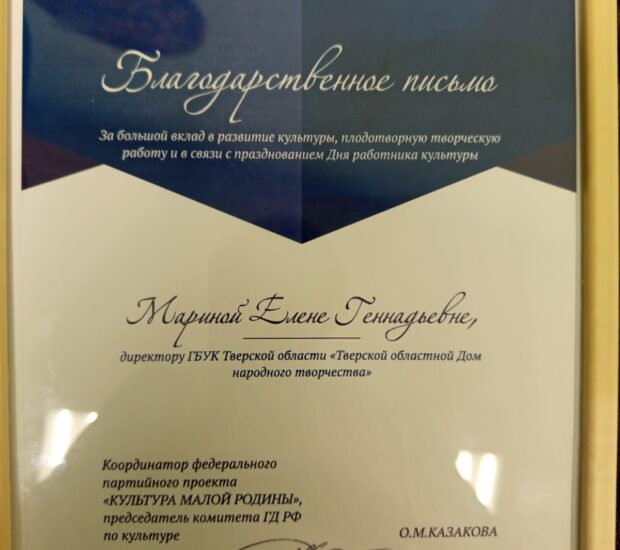 Благодарственное письмо
За большой вклад в развитие культуры, плодотворную творческую
работу и в связи с празднованием Дня работника культуры
Мариной Елене Геннадьевне,
директору ГБУК Тверской области «Тверской областной Дом
народного творчества»
Координатор федерального
партийного проекта
«КУЛЬТУРА МАЛОЙ РОДИНЫ»,
председатель комитета ГД РФ
по культуре
О.М.КАЗАКОВА